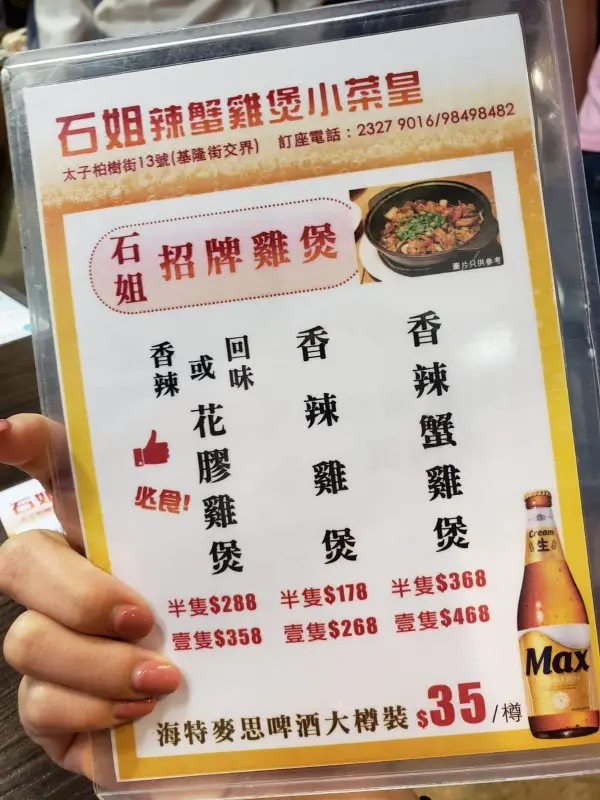 石姐辣蟹雞煲小菜皇
太子柏樹街13號(基隆街交界) 訂座電話：2327 9016/98498482
石姐
招牌雞煲
圖片只供參考
香辣蟹雞煲
半隻$368
壹隻$468
香辣雞煲
半隻$178
壹隻$268
回味
或
香辣
花膠雞煲
必食!
半隻$288
壹隻$358
Cream
生
Max
海特麥思啤酒大樽裝 $35/樽
石姐